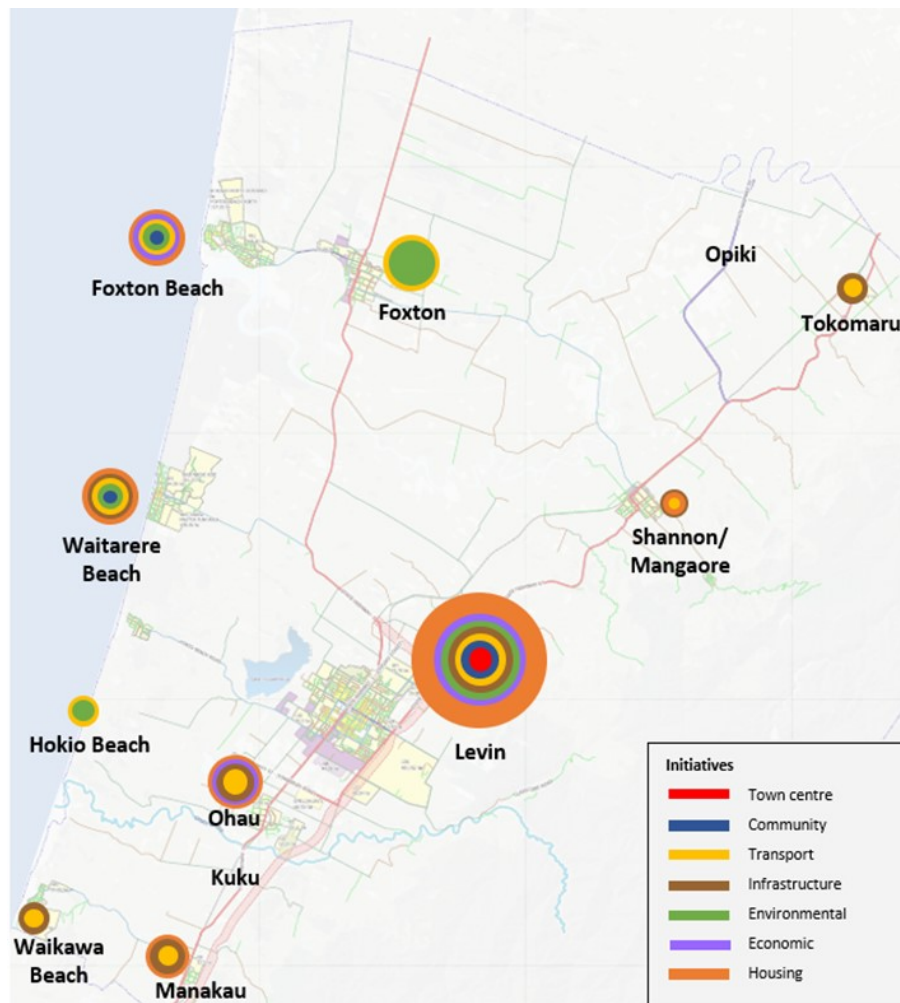 Opiki
Foxton Beach
Foxton
Tokomaru
Shannon/
Mangaore
Waitarere
Beach
Hokio Beach
Levin
Ohau
Kuku
Waikawa
Beach
Manakau
Initiatives
Town centre
Community
Transport
Infrastructure
Environmental
Economic
Housing